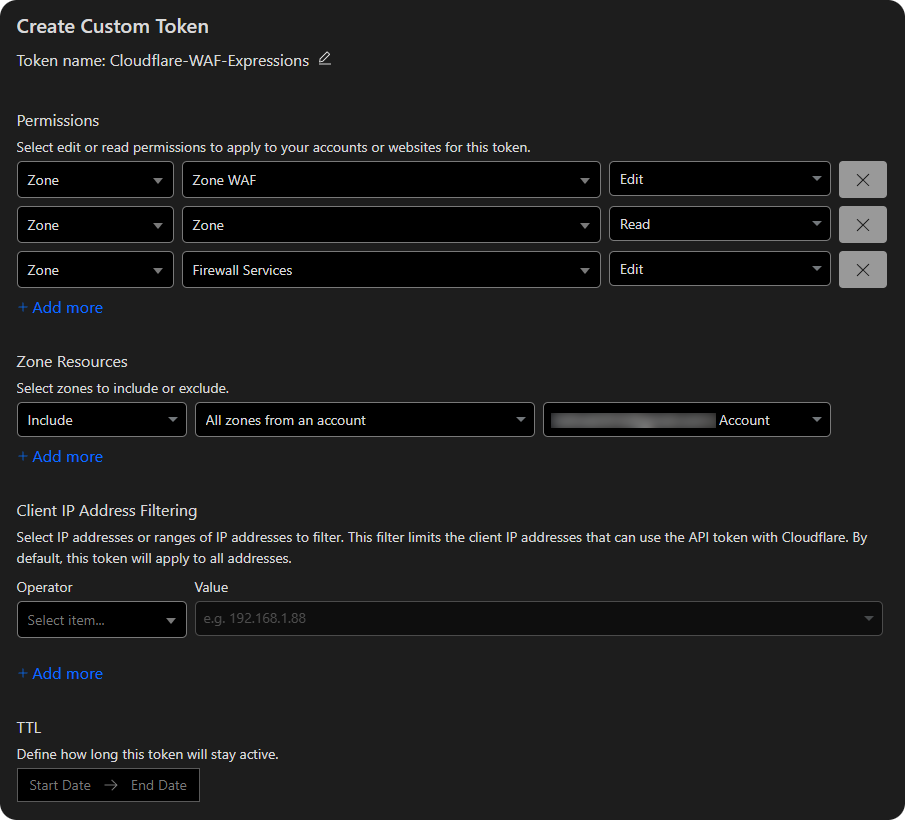 Create Custom Token
Token name: Cloudflare-WAF-Expressions
Permissions
Select edit or read permissions to apply to your accounts or websites for this token.
Zone Zone WAF Edit
Zone Zone Read
Zone Firewall Services Edit
+ Add more
Zone Resources
Select zones to include or exclude.
Include All zones from an account Account
+ Add more
Client IP Address Filtering
Select IP addresses or ranges of IP addresses to filter. This filter limits the client IP addresses that can use the API token with Cloudflare. By
default, this token will apply to all addresses.
Operator Value
Select item... e.g. 192.168.1.88
+ Add more
TTL
Define how long this token will stay active.
Start Date → End Date